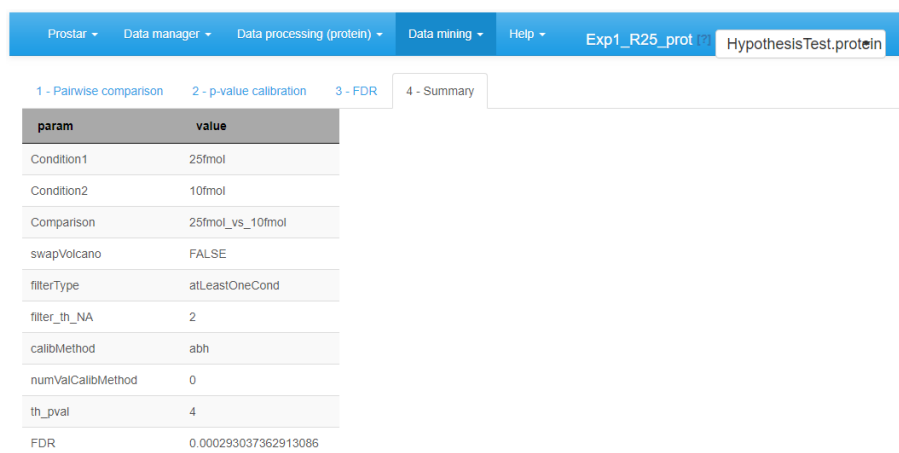 Prostar Data manager Data processing (protein) Data mining Help Exp1_R25_prot [?] HypothesisTest.protein
1 - Pairwise comparison 2 - p-value calibration 3 - FDR 4 - Summary
param value
Condition1 25fmol
Condition2 10fmol
Comparison 25fmol_vs_10fmol
swapVolcano FALSE
filterType atLeastOneCond
filter_th_NA 2
calibMethod abh
numValCalibMethod 0
th_pval 4
FDR 0.000293037362913086